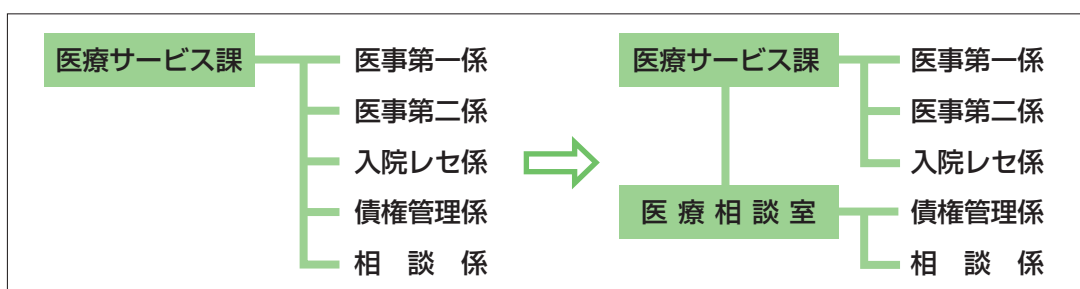 医療サービス課
医事第一係
医事第二係
入院レセ係
債権管理係
相談係
医療サービス課
医事第一係
医事第二係
入院レセ係
医療相談室
債権管理係
相談係